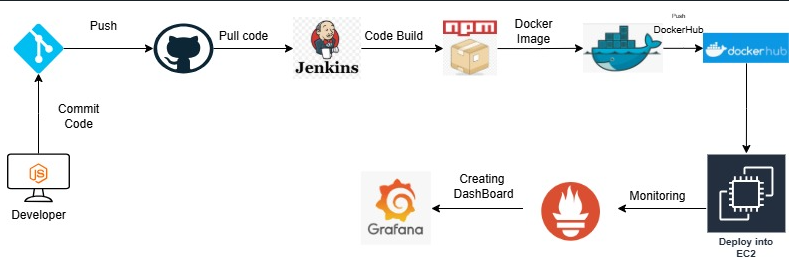 Push
Pull code
Jenkins
Code Build
npm
Docker
Image
Push
DockerHub
docker hub
Commit
Code
JS
Developer
Creating
DashBoard
Grafana
Monitoring
Deploy into
EC2